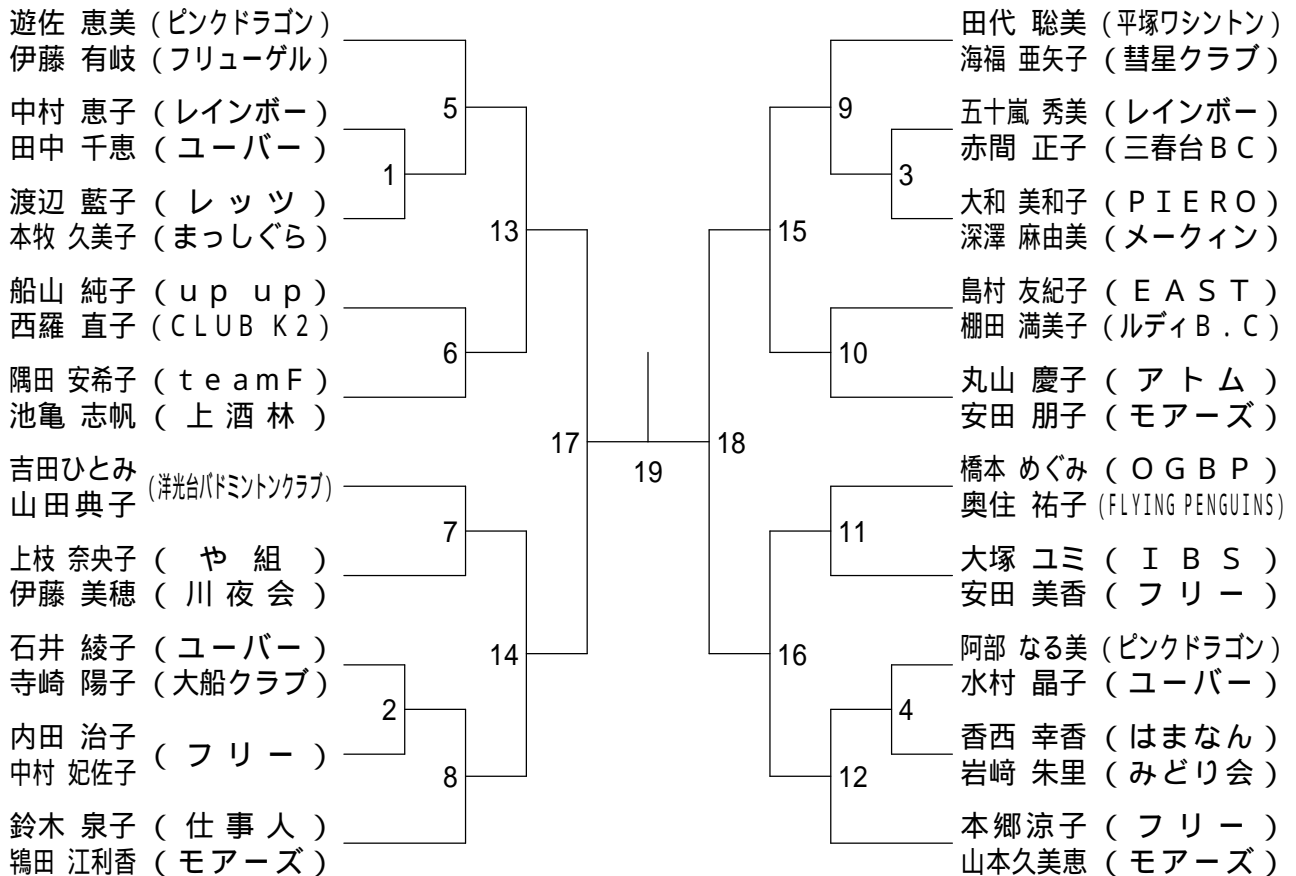 遊佐 恵美 (ピンクドラゴン)
伊藤 有岐 (フリューゲル)
中村 恵子 (レインボー)
田中 千恵 (ユーバー)
渡辺 藍子 (レッツ)
本牧 久美子 (まっしぐら)
船山 純子 (up up)
西羅 直子 (CLUB K2)
隅田 安希子 (teamF)
池亀 志帆 (上酒林)
吉田ひとみ
山田典子
(洋光台バドミントンクラブ)
上枝 奈央子 (や組)
伊藤 美穂 (川夜会)
石井 綾子 (ユーバー)
寺崎 陽子 (大船クラブ)
内田 治子
中村 妃佐子
(フリー)
鈴木 泉子 (仕事人)
鴇田 江利香 (モアーズ)
1
2
5
6
7
8
13
14
17
19
18
15
16
9
10
11
12
3
4
田代 聡美 (平塚ワシントン)
海福 亜矢子 (彗星クラブ)
五十嵐 秀美 (レインボー)
赤間 正子 (三春台BC)
大和 美和子 (PIERO)
深澤 麻由美 (メークィン)
島村 友紀子 (EAST)
棚田 満美子 (ルディB.C)
丸山 慶子 (アトム)
安田 朋子 (モアーズ)
橋本 めぐみ (OGBP)
奥住 祐子 (FLYING PENGUINS)
大塚 ユミ (IBS)
安田 美香 (フリー)
阿部 なる美 (ピンクドラゴン)
水村 晶子 (ユーバー)
香西 幸香 (はまなん)
岩﨑 朱里 (みどり会)
本郷涼子 (フリー)
山本久美恵 (モアーズ)